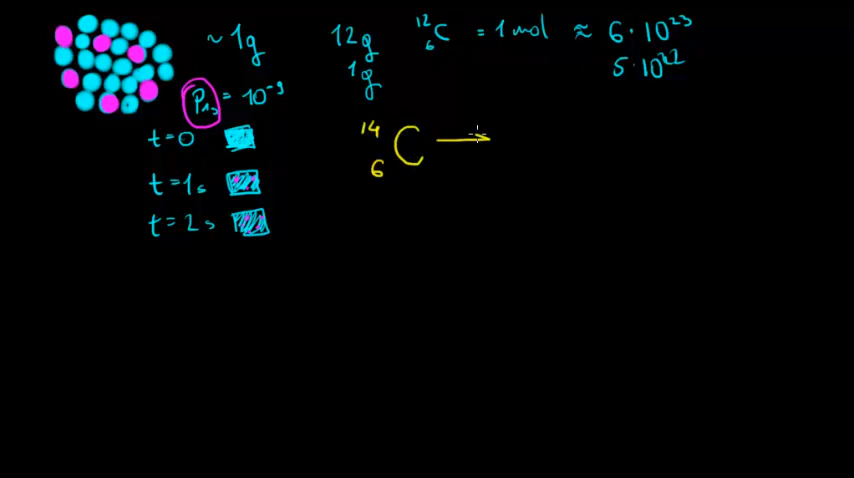 ~ 1g 12g ¹²₆C = 1 mol ≈ 6·10²³
1g 5·10²²
P₁ₛ = 10⁻⁹
t=0 ¹⁴₆C →
t=1s
t=2s